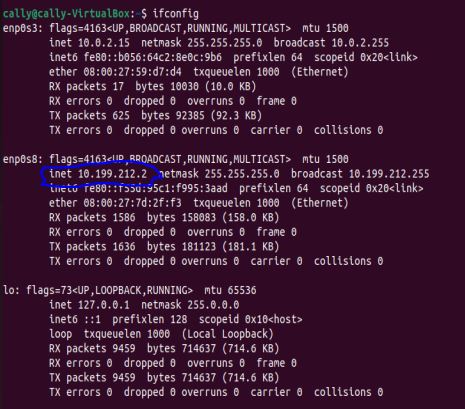 cally@cally-VirtualBox:~$ ifconfig
enp0s3: flags=4163<UP,BROADCAST,RUNNING,MULTICAST>  mtu 1500
inet 10.0.2.15  netmask 255.255.255.0  broadcast 10.0.2.255
inet6 fe80::b056:64c2:8e0c:9b6  prefixlen 64  scopeid 0x20<link>
ether 08:00:27:59:d7:d4  txqueuelen 1000  (Ethernet)
RX packets 17  bytes 10030 (10.0 KB)
RX errors 0  dropped 0  overruns 0  frame 0
TX packets 625  bytes 92385 (92.3 KB)
TX errors 0  dropped 0 overruns 0  carrier 0  collisions 0
enp0s8: flags=4163<UP,BROADCAST,RUNNING,MULTICAST>  mtu 1500
inet 10.199.212.2  netmask 255.255.255.0  broadcast 10.199.212.255
inet6 prefixlen 64  scopeid 0x20<link>
ether 08:00:27:7d:2f:f3  txqueuelen 1000  (Ethernet)
RX packets 1586  bytes 158083 (158.0 KB)
RX errors 0  dropped 0  overruns 0  frame 0
TX packets 1636  bytes 181123 (181.1 KB)
TX errors 0  dropped 0 overruns 0  carrier 0  collisions 0
lo: flags=73<UP,LOOPBACK,RUNNING>  mtu 65536
inet 127.0.0.1  netmask 255.0.0.0
inet6 ::1  prefixlen 128  scopeid 0x10<host>
loop  txqueuelen 1000  (Local Loopback)
RX packets 9459  bytes 714637 (714.6 KB)
RX errors 0  dropped 0  overruns 0  frame 0
TX packets 9459  bytes 714637 (714.6 KB)
TX errors 0  dropped 0 overruns 0  carrier 0  collisions 0